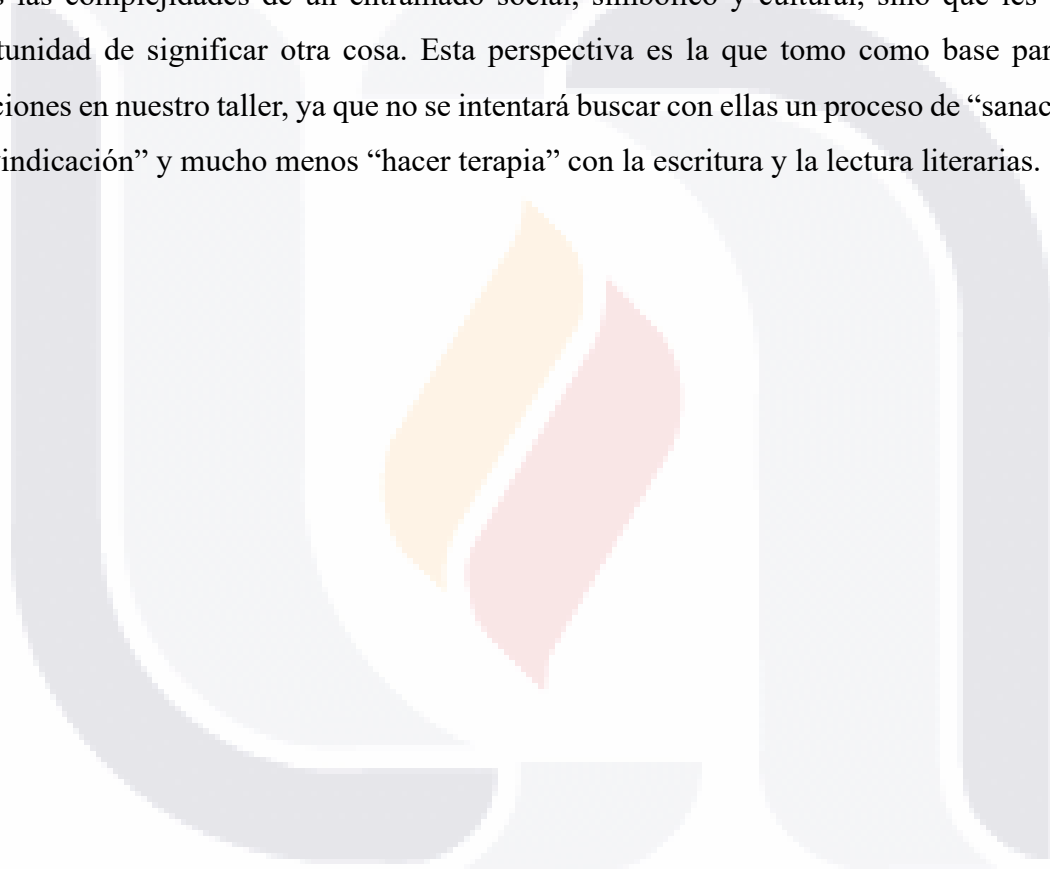 las complejidades de un entramado social, simbólico y cultural, sino que les
tunidad de significar otra cosa. Esta perspectiva es la que tomo como base par
ciones en nuestro taller, ya que no se intentará buscar con ellas un proceso de “sanac
indicación” y mucho menos “hacer terapia” con la escritura y la lectura literarias.